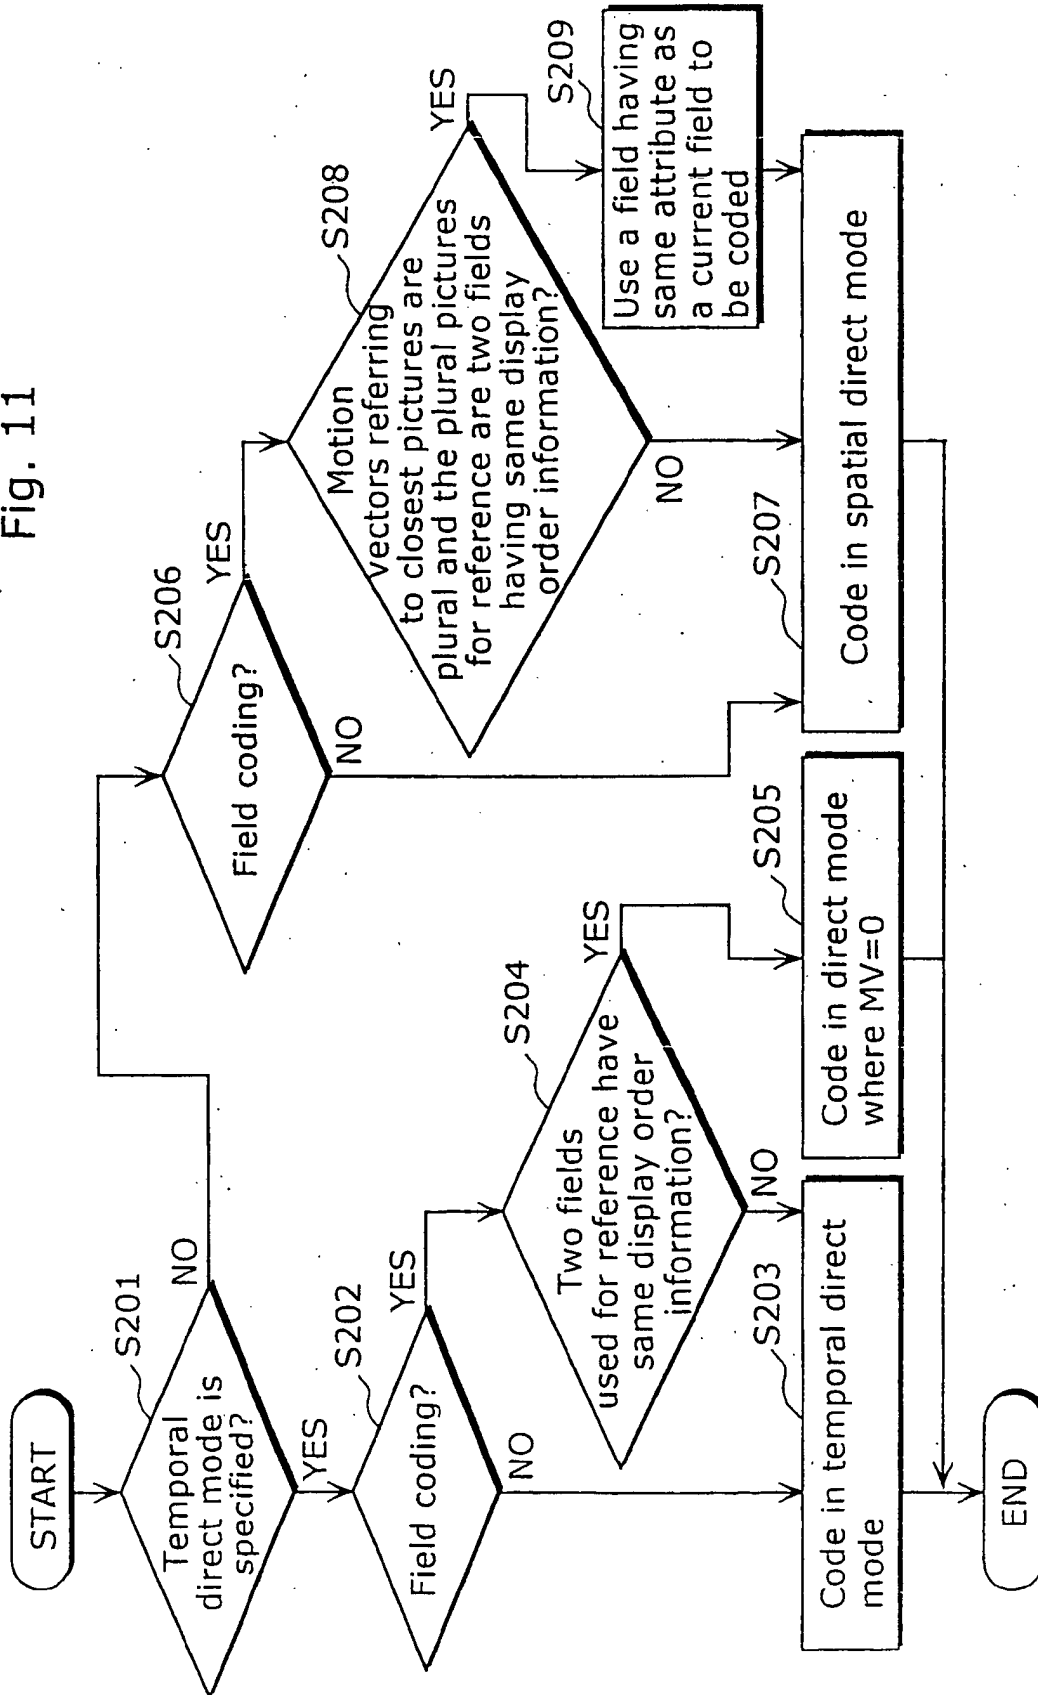 Fig. 11
START
S201
Temporal
direct mode is
specified?
NO
YES
S202
Field coding?
YES
NO
S204
Two fields
used for reference have
same display order
information?
YES
NO
S203
Code in temporal direct
mode
S205
Code in direct mode
where MV=0
S206
Field coding?
YES
NO
S208
Motion
vectors referring
to closest pictures are
plural and the plural pictures
for reference are two fields
having same display
order information?
YES
NO
S209
Use a field having
same attribute as
a current field to
be coded
S207
Code in spatial direct mode
END